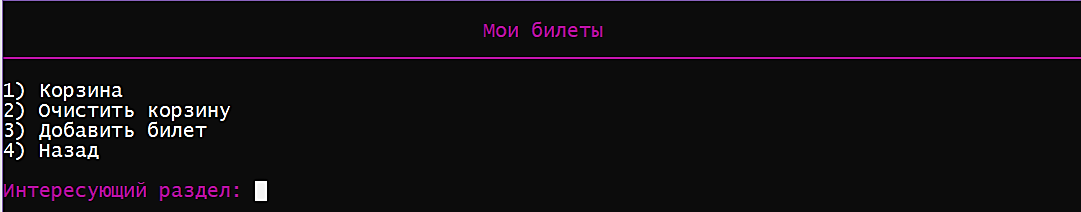 Мои билеты
1) Корзина
2) Очистить корзину
3) Добавить билет
4) Назад
Интересующий раздел: